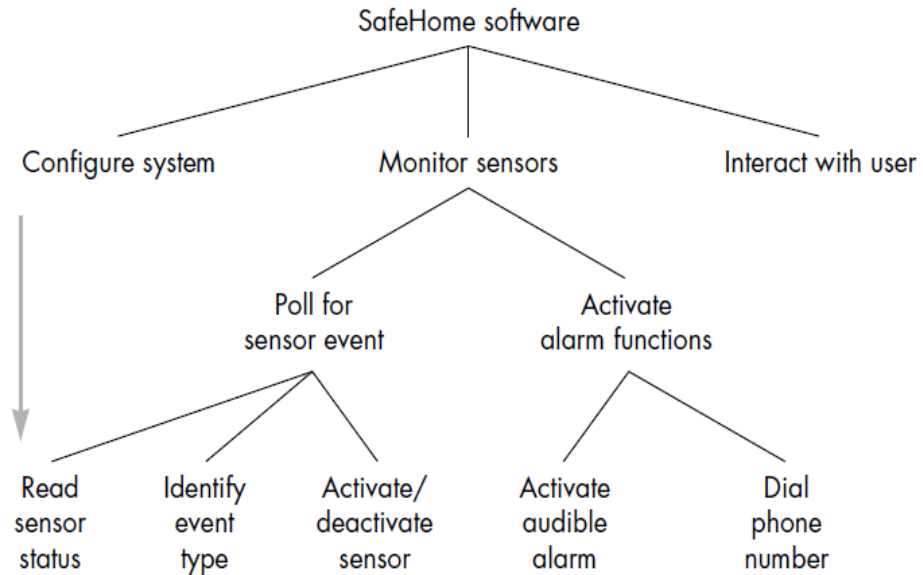 SafeHome software
Configure system
Monitor sensors
Interact with user
Poll for
sensor event
Activate
alarm functions
Read
sensor
status
Identify
event
type
Activate/
deactivate
sensor
Activate
audible
alarm
Dial
phone
number